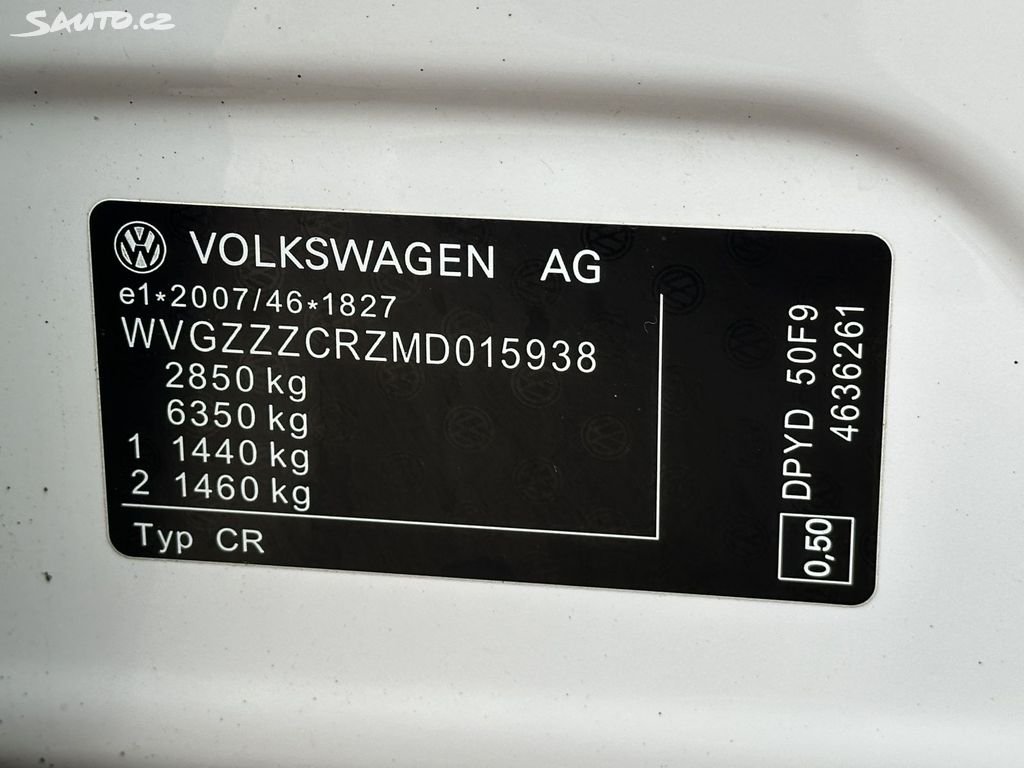 Sauto.cz
VOLKSWAGEN AG
e1*2007/46*1827
WVGZZZCRZMD015938
2850 kg
6350 kg
1 1440 kg
2 1460 kg
Typ CR
0,50 DPYD 50F9
4636261